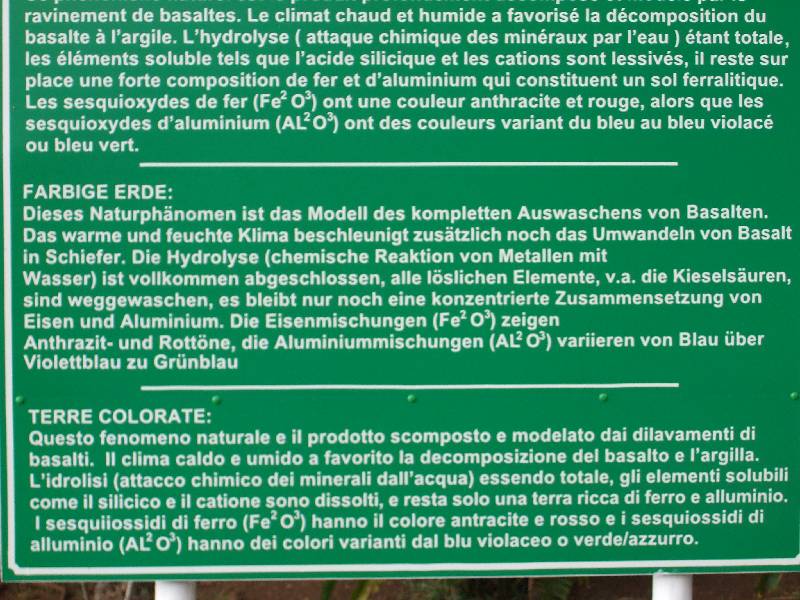 ravinement de basaltes. Le climat chaud et humide a favorisé la décomposition du
basalte à l'argile. L'hydrolyse ( attaque chimique des minéraux par l'eau ) étant totale,
les éléments soluble tels que l'acide silicique et les cations sont lessivés, il reste sur
place une forte composition de fer et d'aluminium qui constituent un sol ferralitique.
Les sesquioxydes de fer (Fe² O³) ont une couleur anthracite et rouge, alors que les
sesquioxydes d'aluminium (AL² O³) ont des couleurs variant du bleu au bleu violacé
ou bleu vert.
FARBIGE ERDE:
Dieses Naturphänomen ist das Modell des kompletten Auswaschens von Basalten.
Das warme und feuchte Klima beschleunigt zusätzlich noch das Umwandeln von Basalt
in Schiefer. Die Hydrolyse (chemische Reaktion von Metallen mit
Wasser) ist vollkommen abgeschlossen, alle löslichen Elemente, v.a. die Kieselsäuren,
sind weggewaschen, es bleibt nur noch eine konzentrierte Zusammensetzung von
Eisen und Aluminium. Die Eisenmischungen (Fe² O³) zeigen
Anthrazit- und Rottöne, die Aluminiummischungen (AL² O³) variieren von Blau über
Violettblau zu Grünblau
TERRE COLORATE:
Questo fenomeno naturale e il prodotto scomposto e modelato dai dilavamenti di
basalti. Il clima caldo e umido a favorito la decomposizione del basalto e l'argilla.
L'idrolisi (attacco chimico dei minerali dall'acqua) essendo totale, gli elementi solubili
come il silicico e il catione sono dissolti, e resta solo una terra ricca di ferro e alluminio.
I sesquiiossidi di ferro (Fe² O³) hanno il colore antracite e rosso e i sesquiossidi di
alluminio (AL² O³) hanno dei colori varianti dal blu violaceo o verde/azzurro.